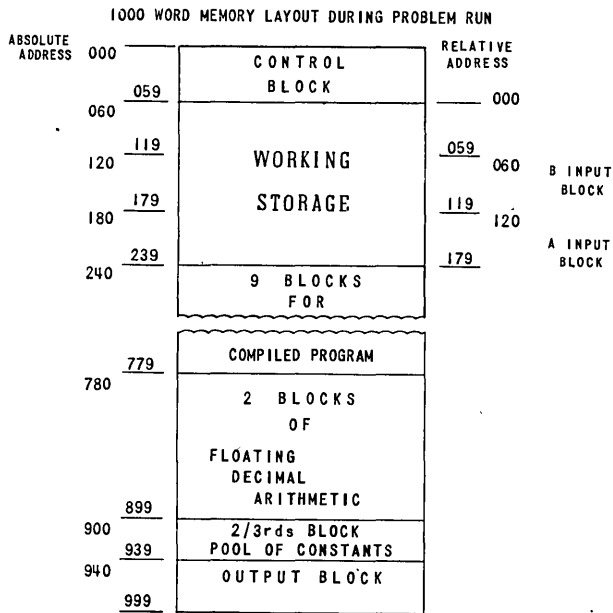 1000 WORD MEMORY LAYOUT DURING PROBLEM RUN
ABSOLUTE
ADDRESS
RELATIVE
ADDRESS
000
CONTROL
BLOCK
059
000
060
119
059
120
WORKING
060
B INPUT
BLOCK
179
STORAGE
119
180
120
239
179
A INPUT
BLOCK
240
9 BLOCKS
FOR
COMPILED PROGRAM
779
780
2 BLOCKS
OF
FLOATING
DECIMAL
ARITHMETIC
899
900
2/3rds BLOCK
939
POOL OF CONSTANTS
940
OUTPUT BLOCK
999